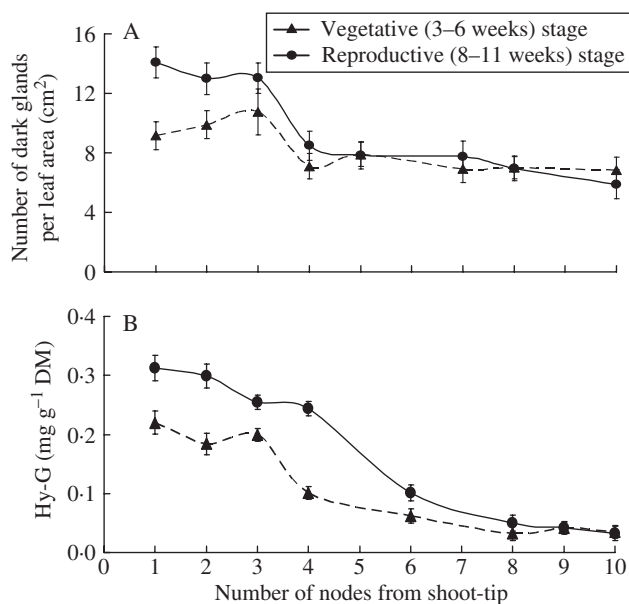 A
Vegetative (3–6 weeks) stage
Reproductive (8–11 weeks) stage
16
12
8
4
0
Number of dark glands
per leaf area (cm²)
B
0·4
0·3
0·2
0·1
0·0
Hy-G (mg g⁻¹ DM)
0 1 2 3 4 5 6 7 8 9 10
Number of nodes from shoot-tip